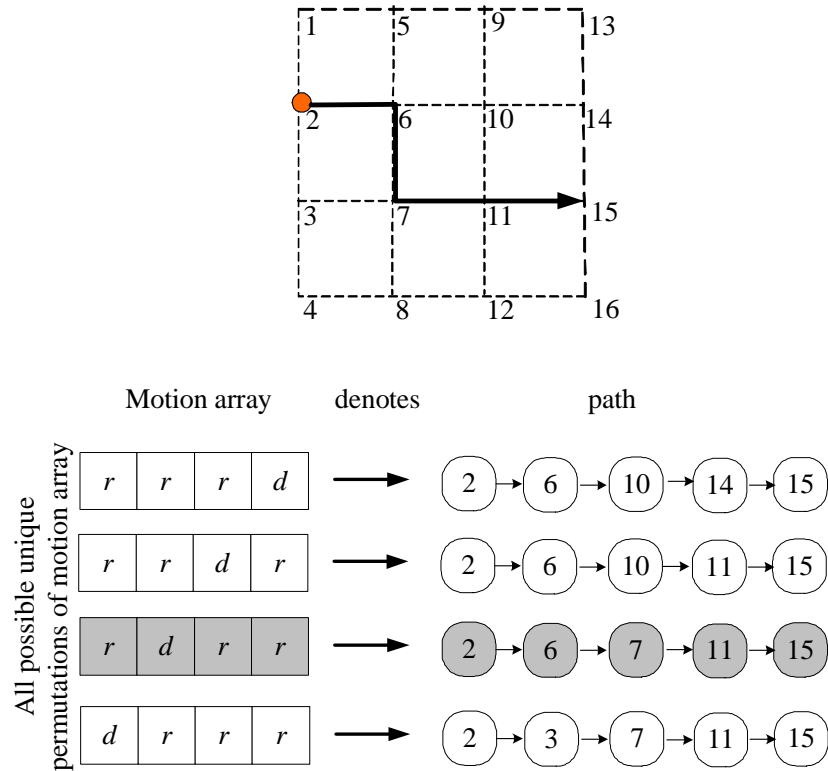 1 5 9 13
2 6 10 14
3 7 11 15
4 8 12 16
Motion array denotes path
All possible unique
permutations of motion array
r r r d 2 6 10 14 15
r r d r 2 6 10 11 15
r d r r 2 6 7 11 15
d r r r 2 3 7 11 15